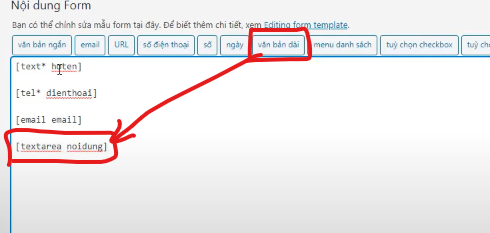 Nội dung Form
Bạn có thể chỉnh sửa mẫu form tại đây. Để biết thêm chi tiết, xem Editing form template.
văn bản ngắn email URL số điện thoại số ngày văn bản dài menu danh sách tuỳ chọn checkbox tuỳ
[text* hoten]
[tel* dienthoai]
[email email]
[textarea noidung]